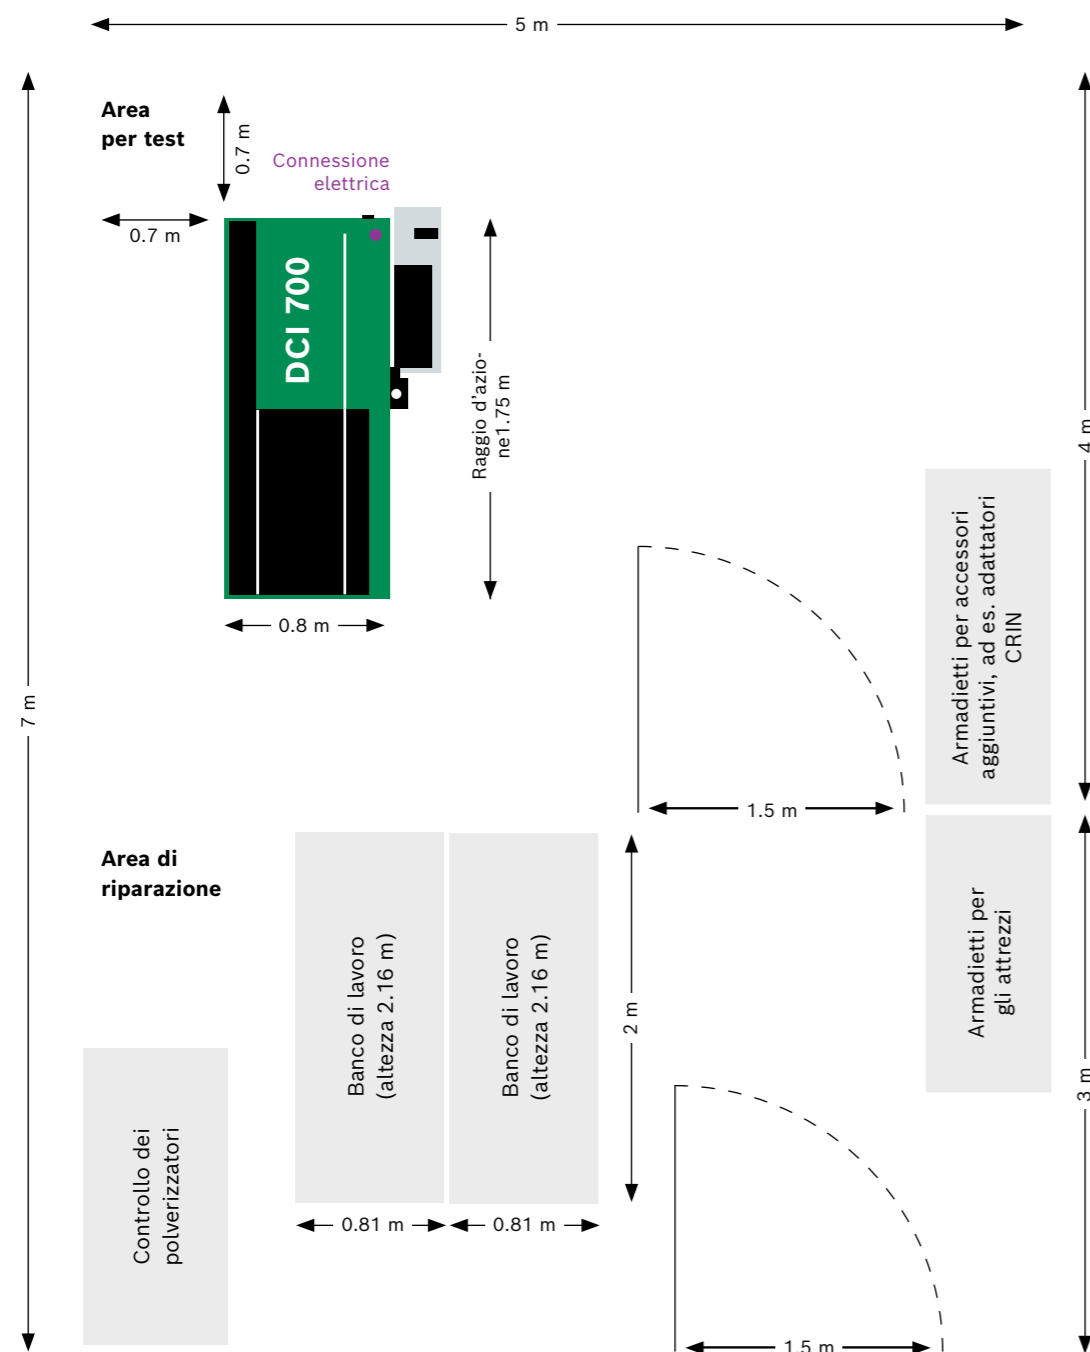 5 m
Area
per test
0.7 m
Connessione
elettrica
0.7 m
DCI 700
Raggio d'azio-
ne1.75 m
0.8 m
7 m
4 m
Armadietti per accessori
aggiuntivi, ad es. adattatori
CRIN
1.5 m
Area di
riparazione
Banco di lavoro
(altezza 2.16 m)
Banco di lavoro
(altezza 2.16 m)
2 m
Armadietti per
gli attrezzi
3 m
Controllo dei
polverizzatori
0.81 m
0.81 m
1.5 m